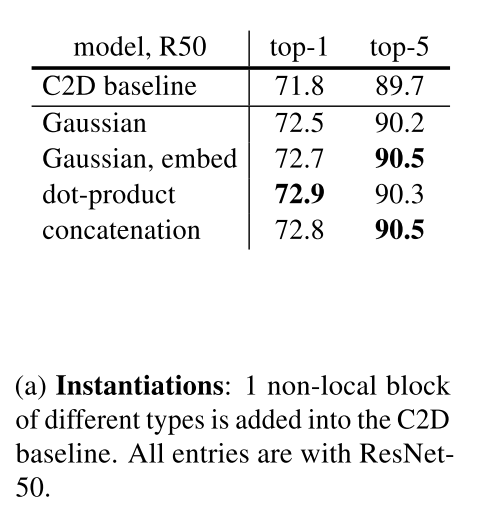 model, R50 top-1 top-5
C2D baseline 71.8 89.7
Gaussian 72.5 90.2
Gaussian, embed 72.7 90.5
dot-product 72.9 90.3
concatenation 72.8 90.5
(a) Instantiations: 1 non-local block
of different types is added into the C2D
baseline. All entries are with ResNet-
50.